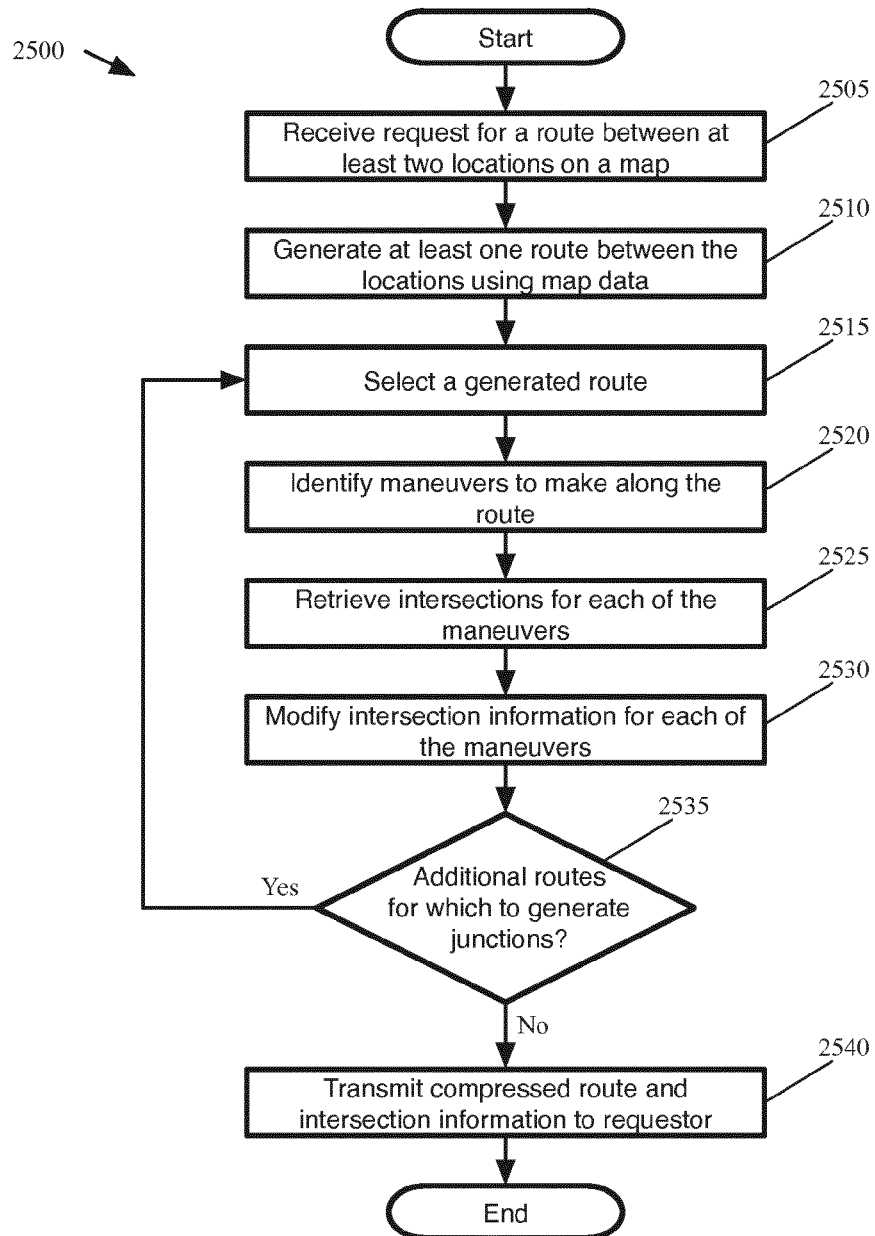 Start
2500
2505
Receive request for a route between at
least two locations on a map
2510
Generate at least one route between the
locations using map data
2515
Select a generated route
2520
Identify maneuvers to make along the
route
2525
Retrieve intersections for each of the
maneuvers
2530
Modify intersection information for each of
the maneuvers
2535
Additional routes
for which to generate
junctions?
Yes
No
2540
Transmit compressed route and
intersection information to requestor
End